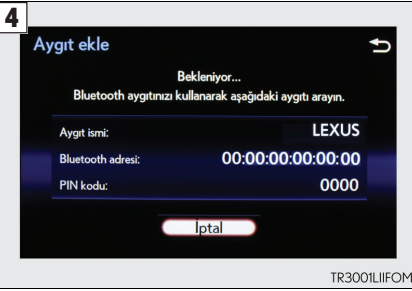 4
Aygıt ekle
Bekleniyor...
Bluetooth aygıtınızı kullanarak aşağıdaki aygıtı arayın.
Aygıt ismi: LEXUS
Bluetooth adresi: 00:00:00:00:00:00
PIN kodu: 0000
İptal
TR3001LIIFOM